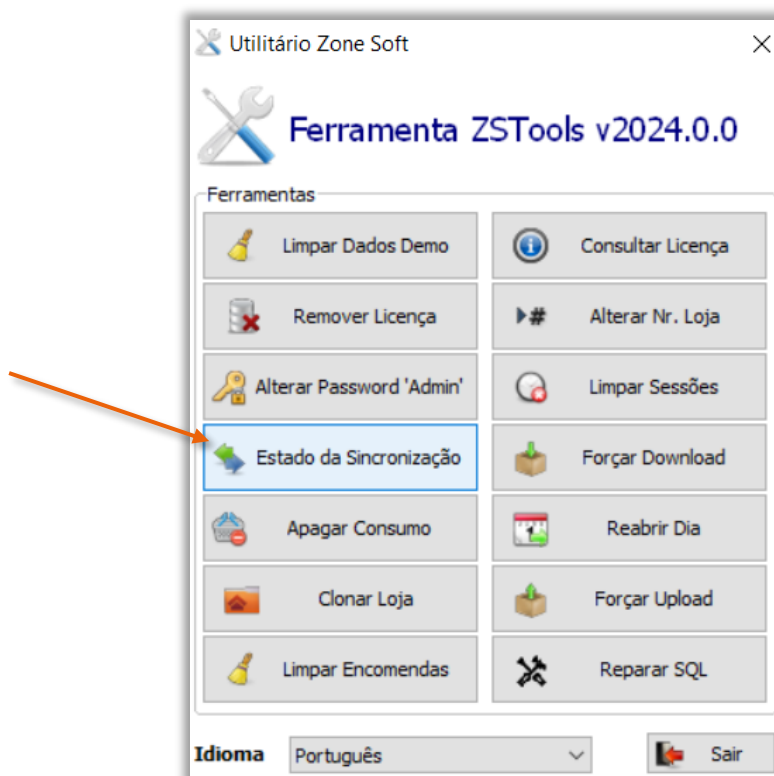 Utilitário Zone Soft
Ferramenta ZSTools v2024.0.0
Ferramentas
Limpar Dados Demo
Consultar Licença
Remover Licença
Alterar Nr. Loja
Alterar Password 'Admin'
Limpar Sessões
Estado da Sincronização
Forçar Download
Apagar Consumo
Reabrir Dia
Clonar Loja
Forçar Upload
Limpar Encomendas
Reparar SQL
Idioma
Português
Sair